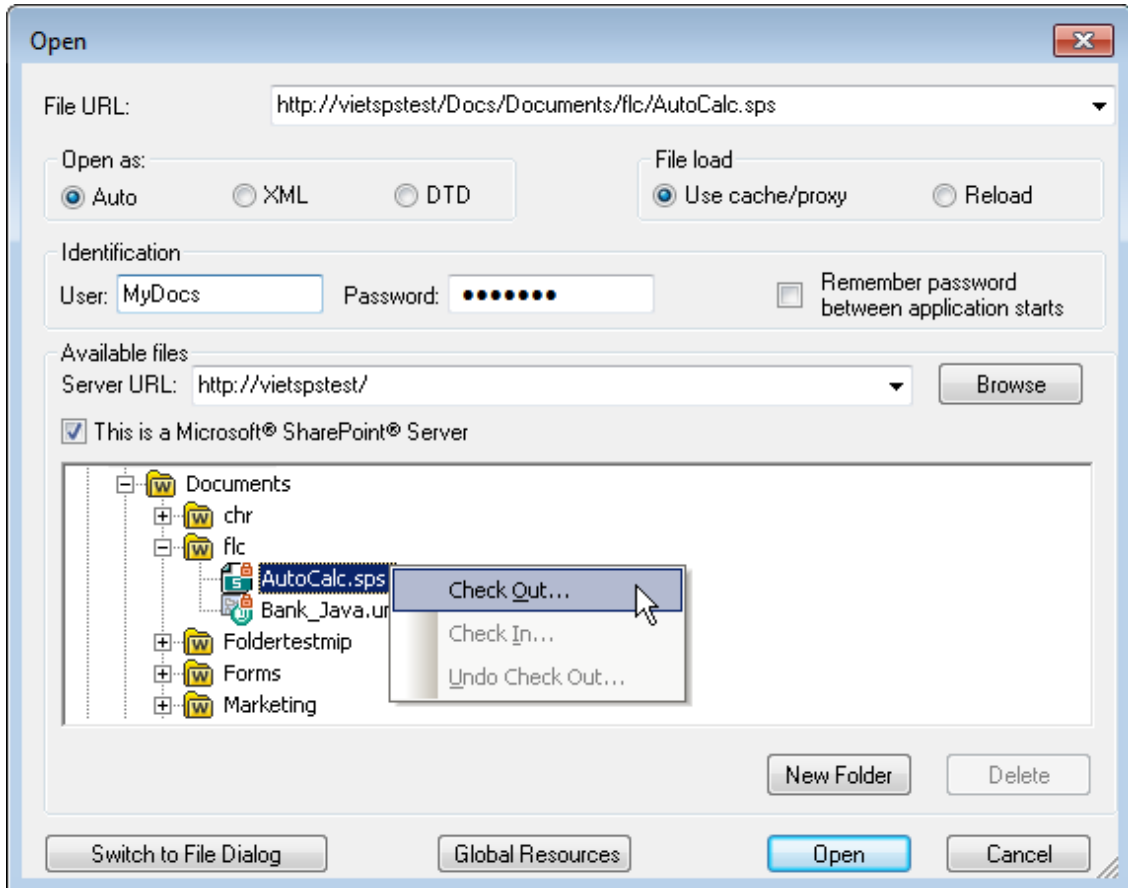 Open
File URL: http://vietspstest/Docs/Documents/flc/AutoCalc.sps
Open as: File load
Auto XML DTD Use cache/proxy Reload
Identification
User: MyDocs Password: ●●●●●●● Remember password
between application starts
Available files
Server URL: http://vietspstest/ Browse
This is a Microsoft® SharePoint® Server
Documents
chr
flc
AutoCalc.sps Check Out...
Bank_Java.
Check In...
Foldertestmip
Undo Check Out...
Forms
Marketing
New Folder Delete
Switch to File Dialog Global Resources Open Cancel